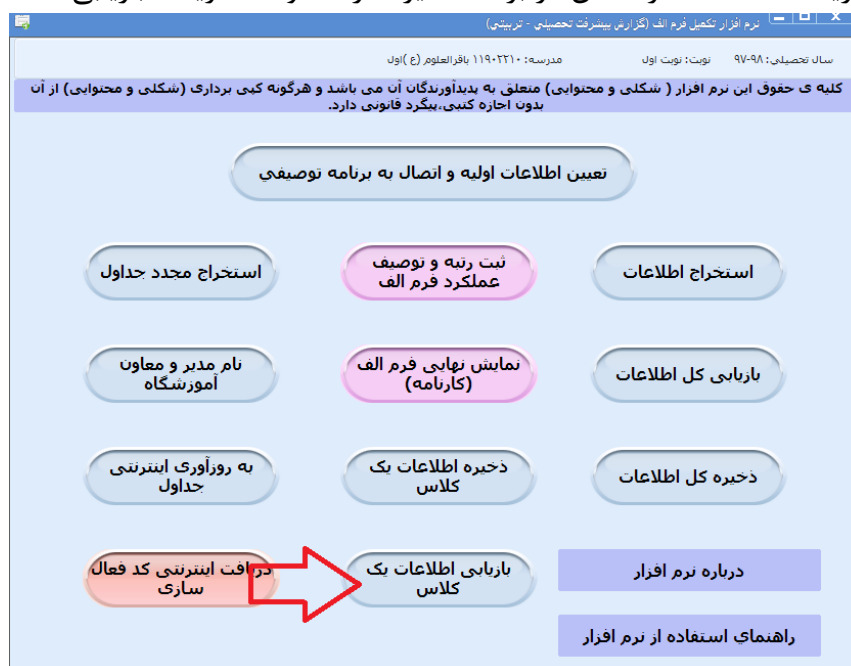 نرم افزار تکمیل فرم الف (گزارش پیشرفت تحصیلی - تربیتی)
سال تحصیلی: ۹۸-۹۷ نوبت: نوبت اول مدرسه: ۱۱۹۰۲۲۱۰ باقرالعلوم (ع )اول
کلیه ی حقوق این نرم افزار ( شکلی و محتوایی) متعلق به پدیدآورندگان آن می باشد و هرگونه کپی برداری (شکلی و محتوایی) از آن
بدون اجازه کتبی،پیگرد قانونی دارد.
تعیین اطلاعات اولیه و اتصال به برنامه توصیفي
استخراج اطلاعات
ثبت رتبه و توصیف
عملکرد فرم الف
استخراج مجدد جداول
بازیابی کل اطلاعات
نمایش نهایی فرم الف
(کارنامه)
نام مدیر و معاون
آموزشگاه
ذخیره کل اطلاعات
ذخیره اطلاعات یک
کلاس
به روزآوری اینترنتی
جداول
درباره نرم افزار
بازیابی اطلاعات یک
کلاس
دریافت اینترنتی کد فعال
سازی
راهنماي استفاده از نرم افزار